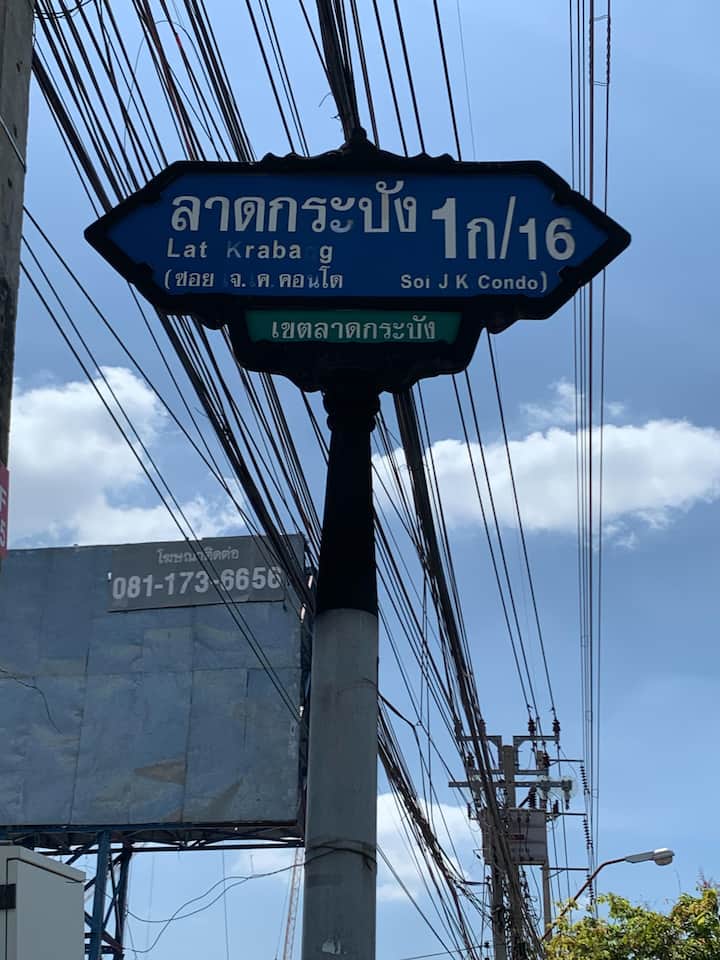 ลาดกระบัง 1ก/16
Lat Krabang
(ซอย จ.เค.คอนโด Soi J K Condo)
เขตลาดกระบัง
โฆษณาติดต่อ
081-173-6656